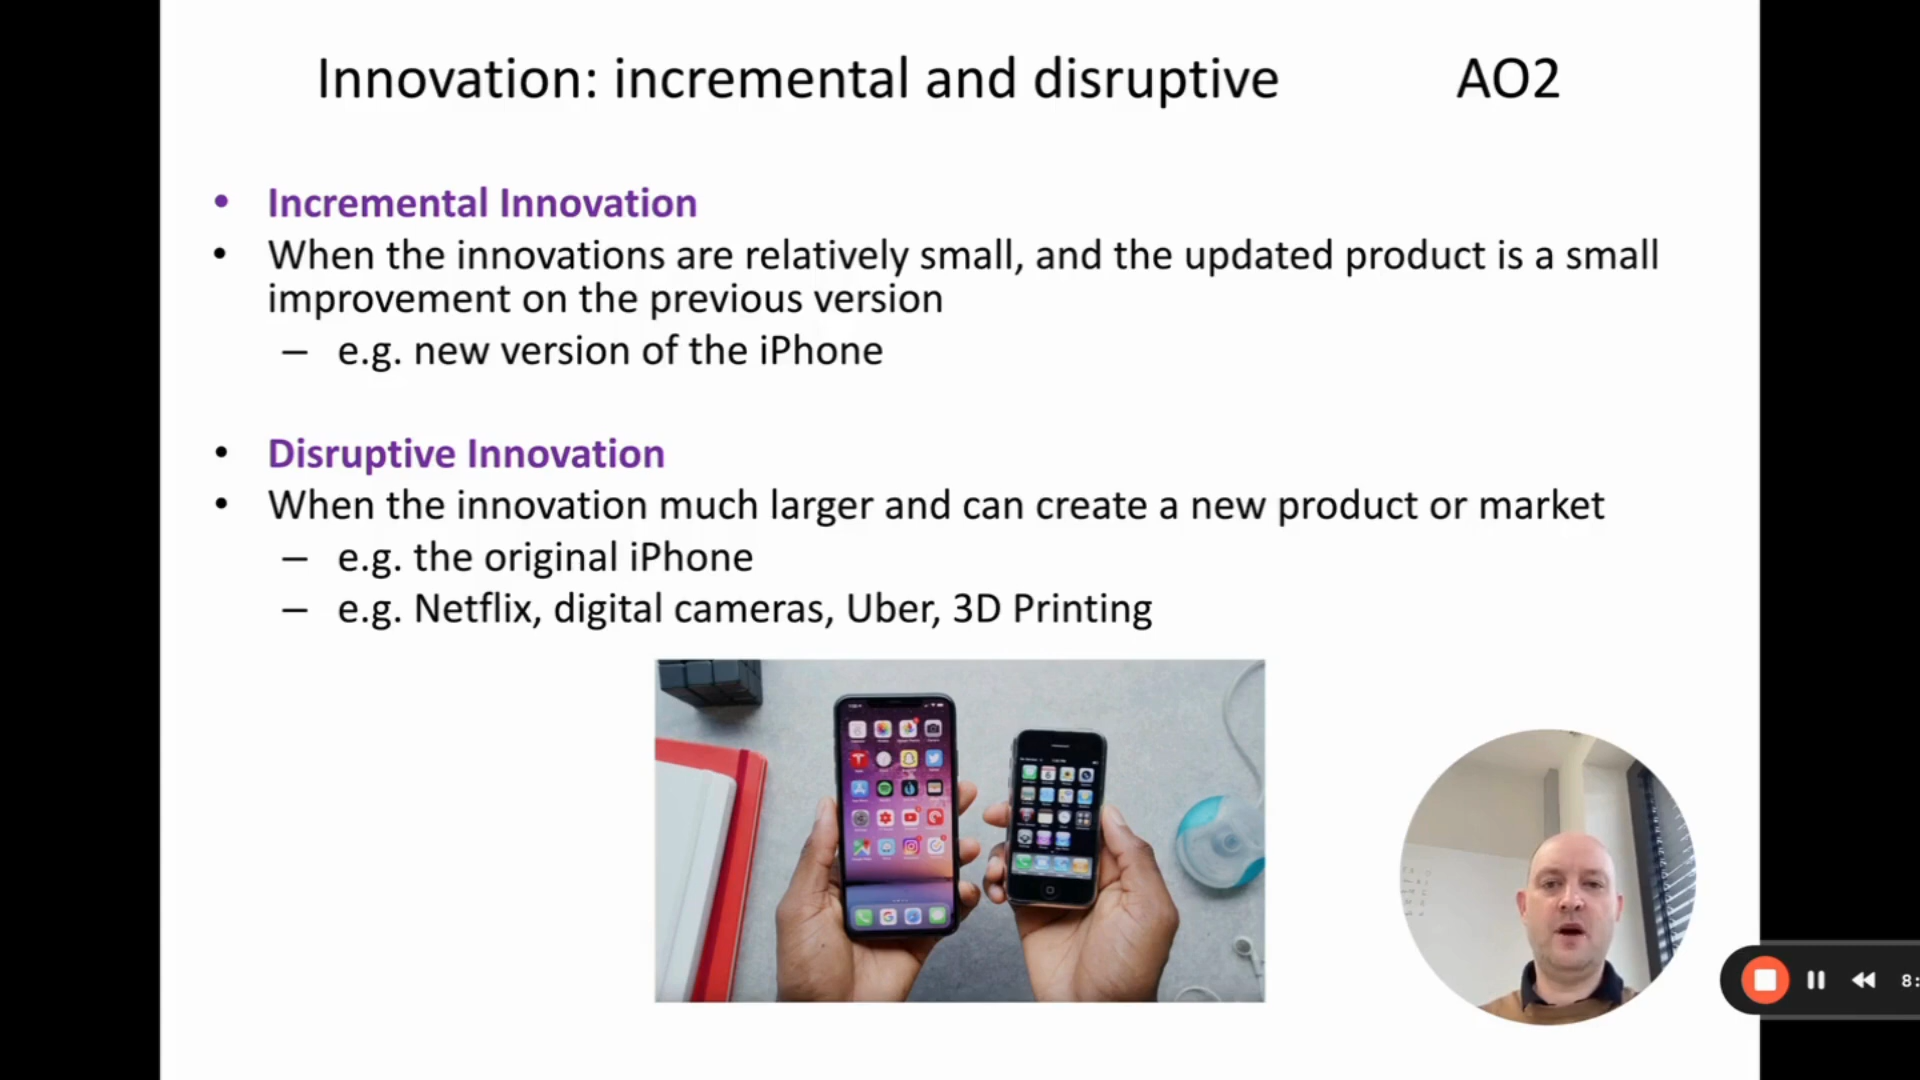 Innovation: incremental and disruptive AO2
• Incremental Innovation
• When the innovations are relatively small, and the updated product is a small
improvement on the previous version
– e.g. new version of the iPhone
• Disruptive Innovation
• When the innovation much larger and can create a new product or market
– e.g. the original iPhone
– e.g. Netflix, digital cameras, Uber, 3D Printing
8: